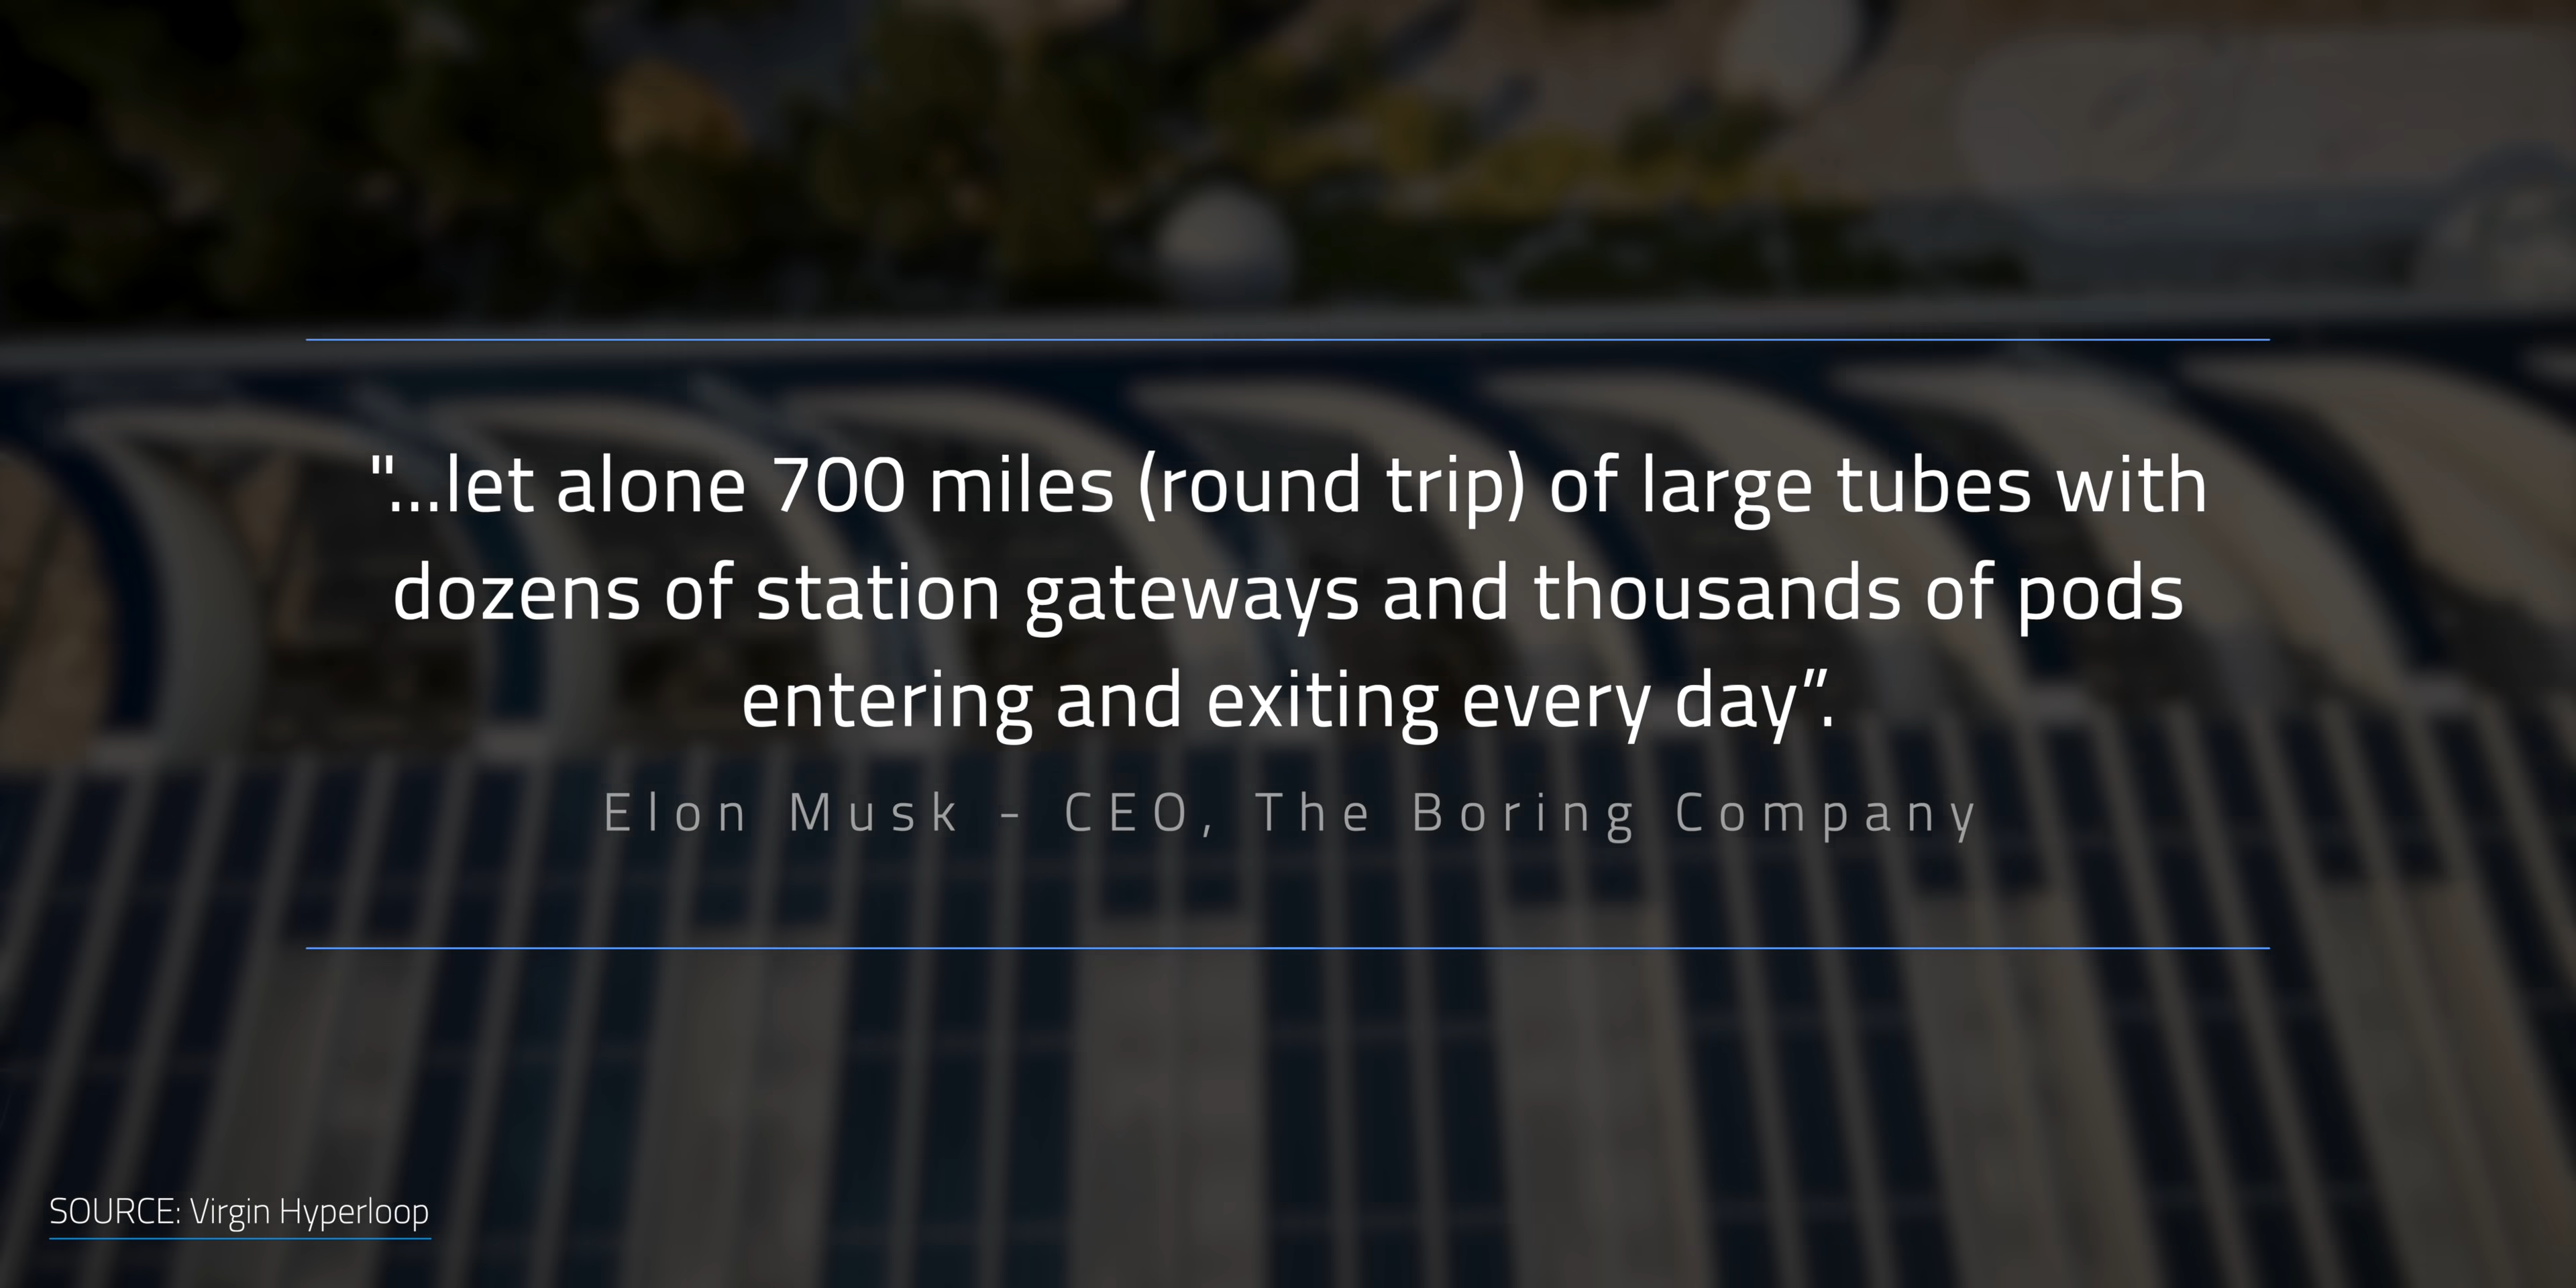 "...let alone 700 miles (round trip) of large tubes with
dozens of station gateways and thousands of pods
entering and exiting every day”.
Elon Musk - CEO, The Boring Company
SOURCE: Virgin Hyperloop